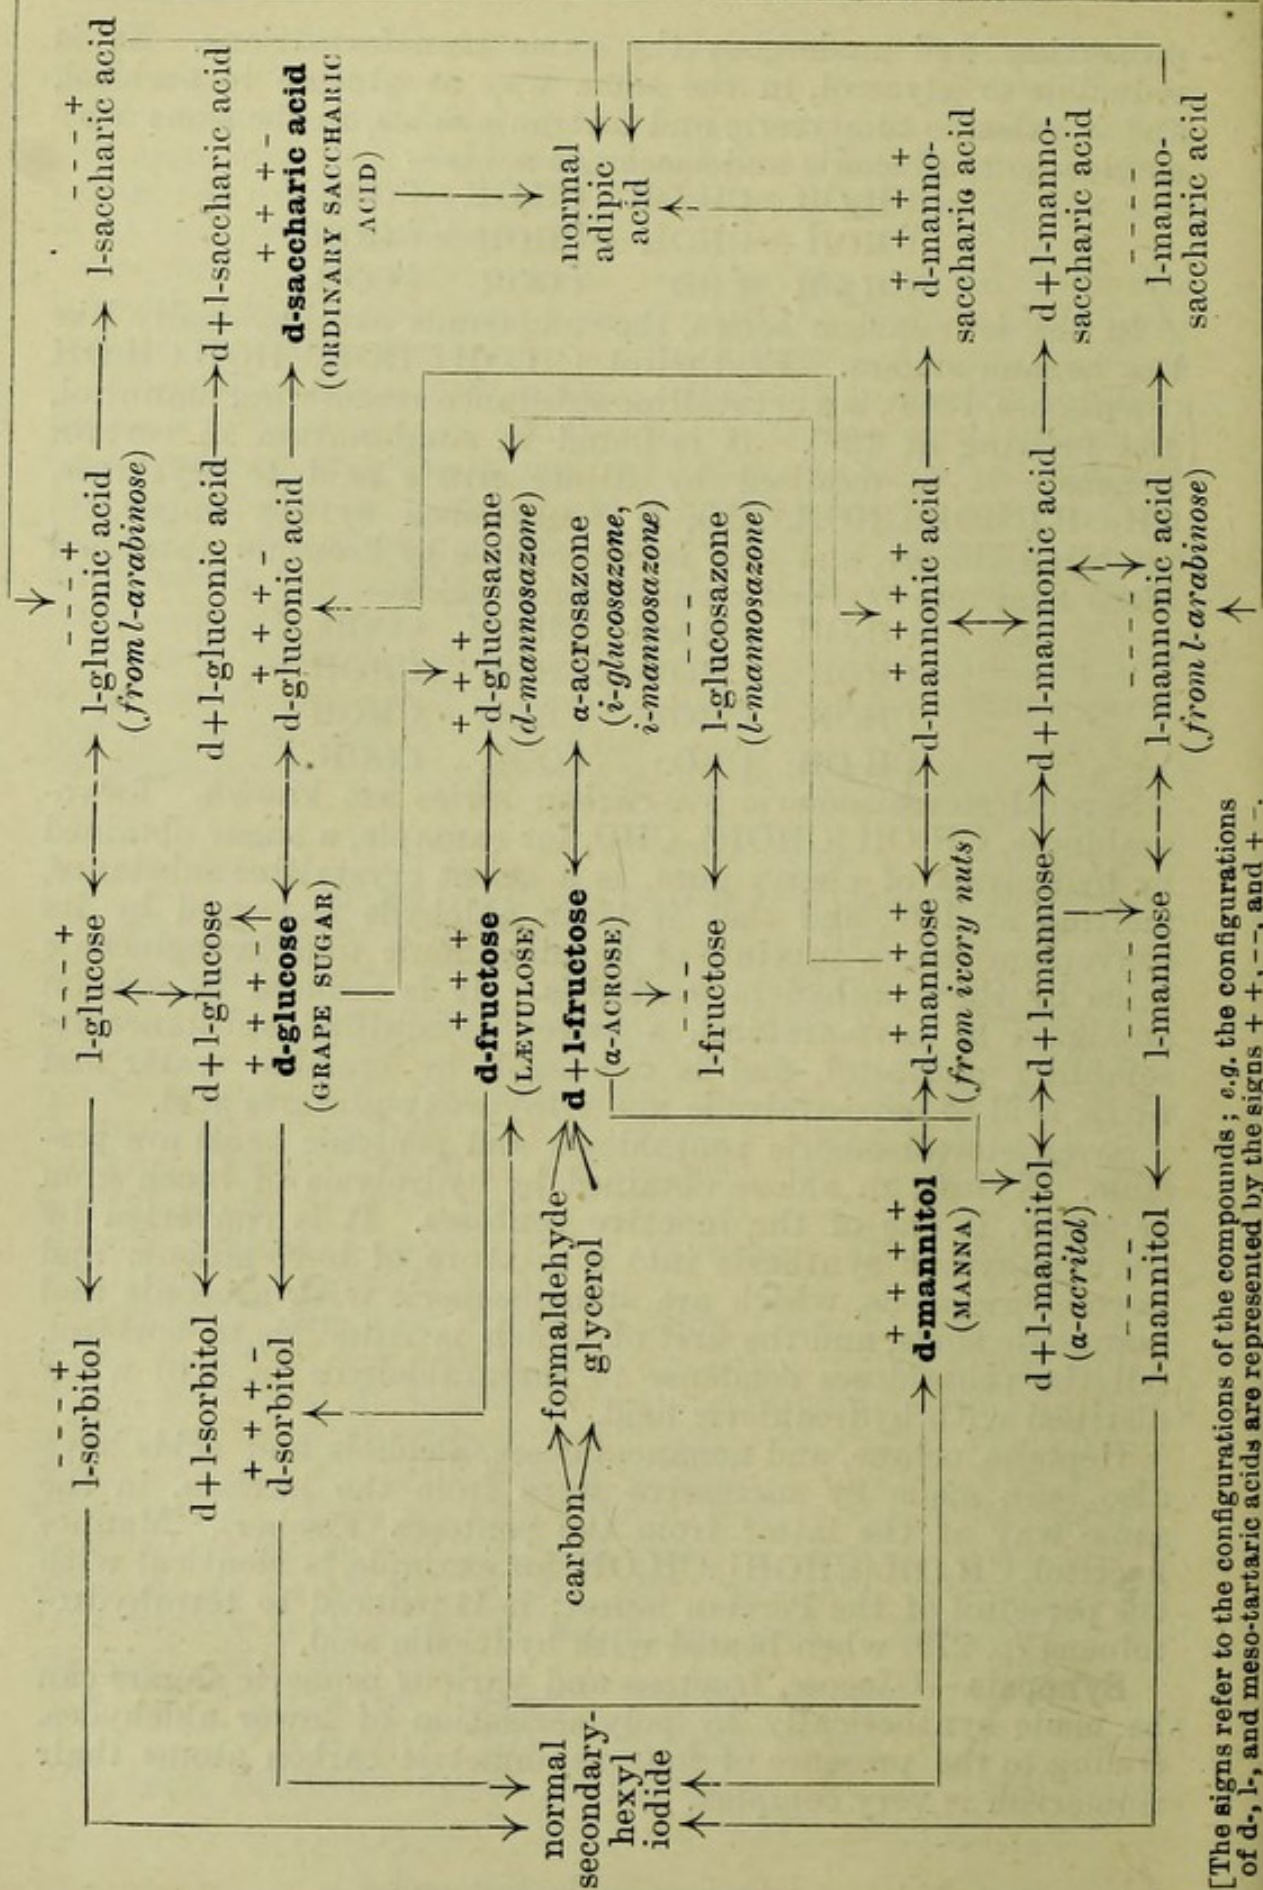 - - - +
l-sorbitol
- - - +
l-glucose
- - - +
l-gluconic acid
(from l-arabinose)
- - - +
l-saccharic acid
d+l-sorbitol
d+l-glucose
d+l-gluconic acid
d+l-saccharic acid
+ + + -
d-sorbitol
+ + + -
d-glucose
(GRAPE SUGAR)
+ + + -
d-gluconic acid
+ + + -
d-saccharic acid
(ORDINARY SACCHARIC
ACID)
+ + +
d-fructose
(LÆVULOSE)
+ + +
d-glucosazone
(d-mannosazone)
normal
secondary-
hexyl
iodide
carbon
formaldehyde
glycerol
d+l-fructose
(α-ACROSE)
α-acrosazone
(i-glucosazone,
i-mannosazone)
normal
adipic
acid
- - -
l-fructose
- - -
l-glucosazone
(l-mannosazone)
+ + + +
d-mannitol
(MANNA)
+ + + +
d-mannose
(from ivory nuts)
+ + + +
d-mannonic acid
+ + + +
d-manno-
saccharic acid
d+l-mannitol
(α-acritol)
d+l-mannose
d+l-mannonic acid
d+l-manno-
saccharic acid
- - - -
l-mannitol
- - - -
l-mannose
- - - -
l-mannonic acid
(from l-arabinose)
- - - -
l-manno-
saccharic acid
[The signs refer to the configurations of the compounds; e.g. the configurations
of d-, l-, and meso-tartaric acids are represented by the signs + +, - -, and + -.